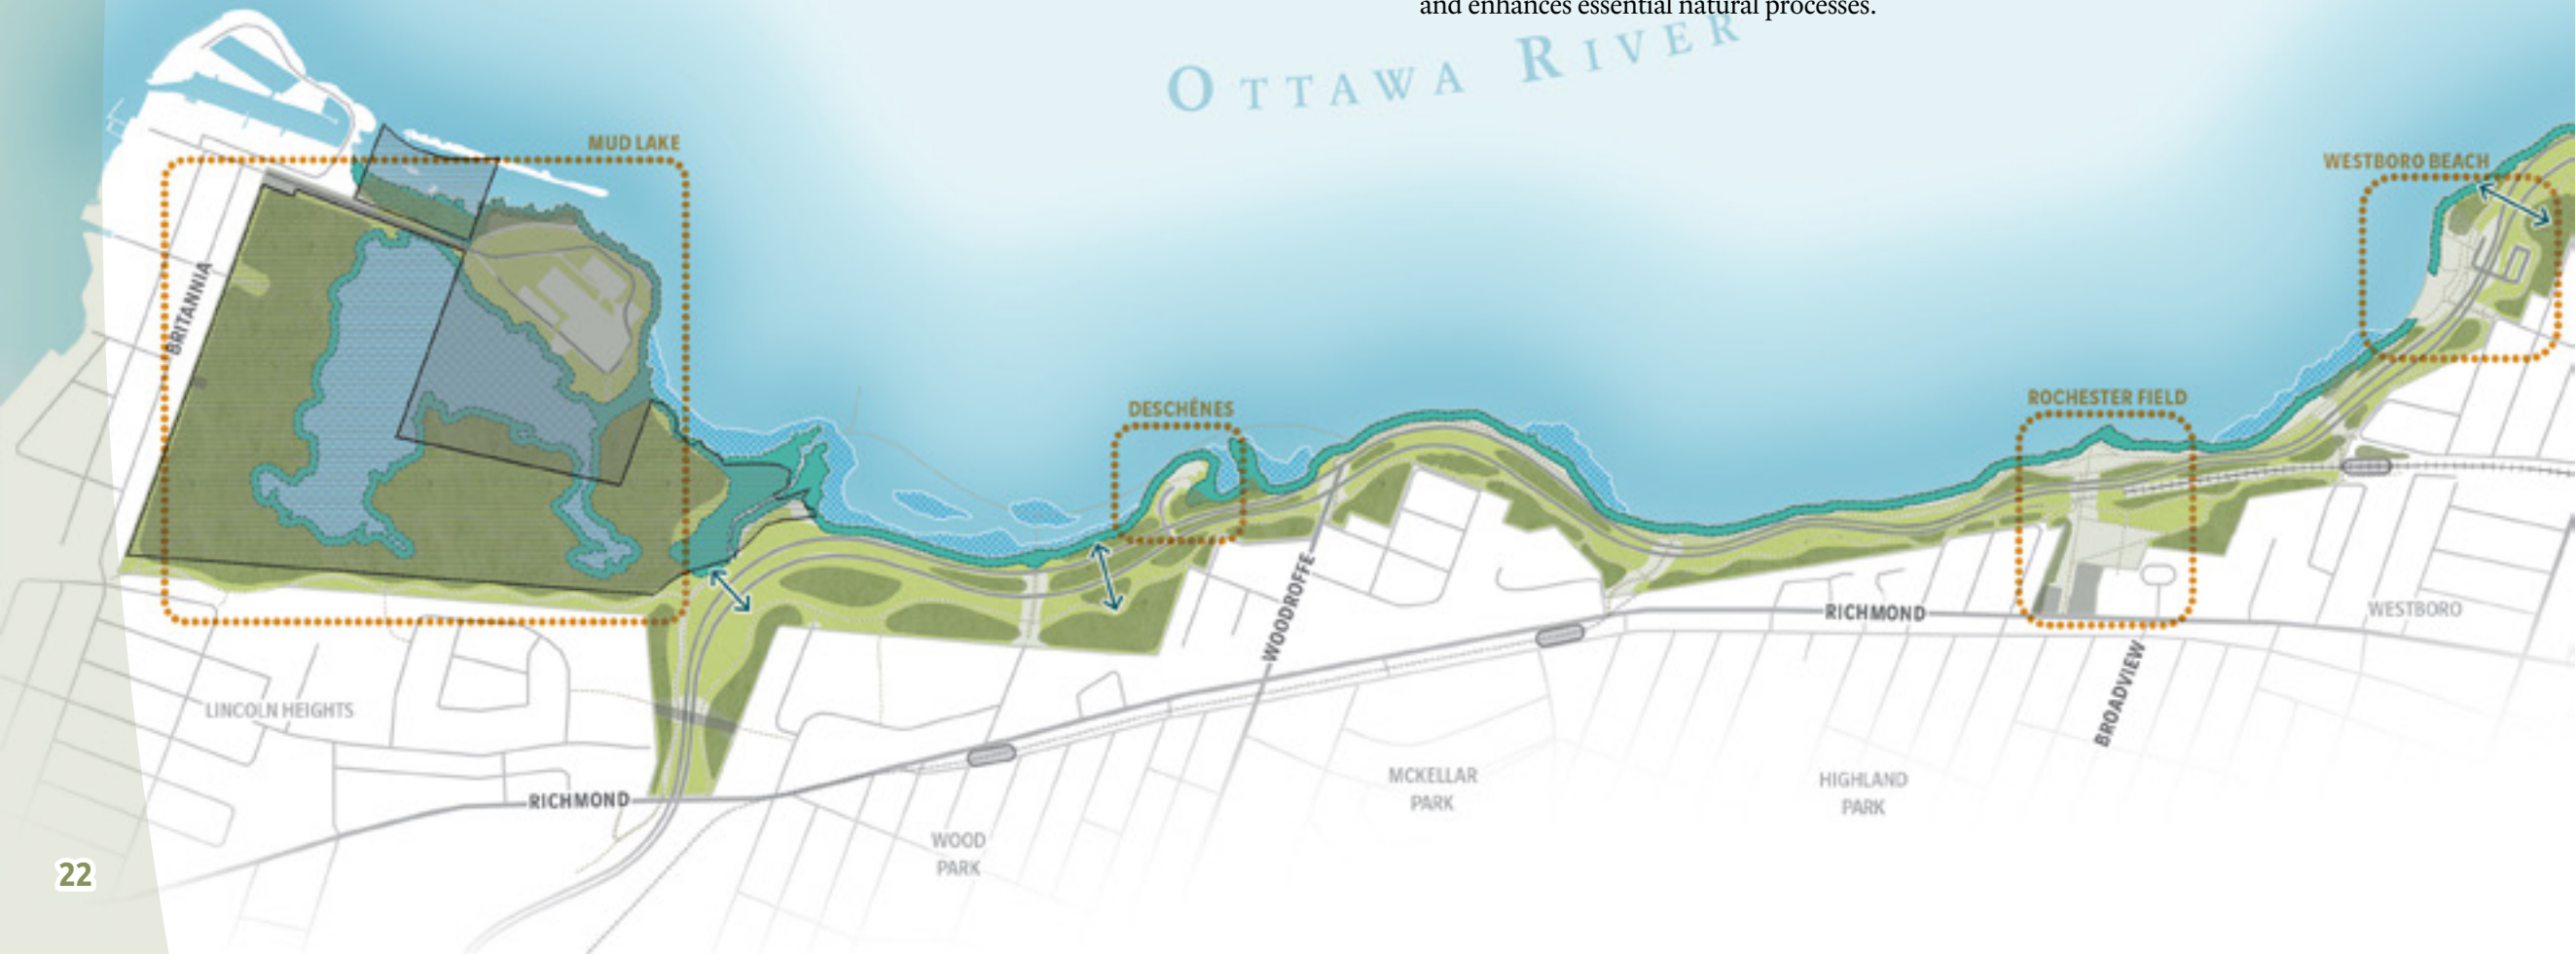 and enhances essential natural processes.
OTTAWA RIVER
MUD LAKE
WESTBORO BEACH
BRITANNIA
DESCHÊNES
ROCHESTER FIELD
WOODROFFE
RICHMOND
WESTBORO
BROADVIEW
LINCOLN HEIGHTS
RICHMOND
MCKELLAR
PARK
HIGHLAND
PARK
WOOD
PARK
22